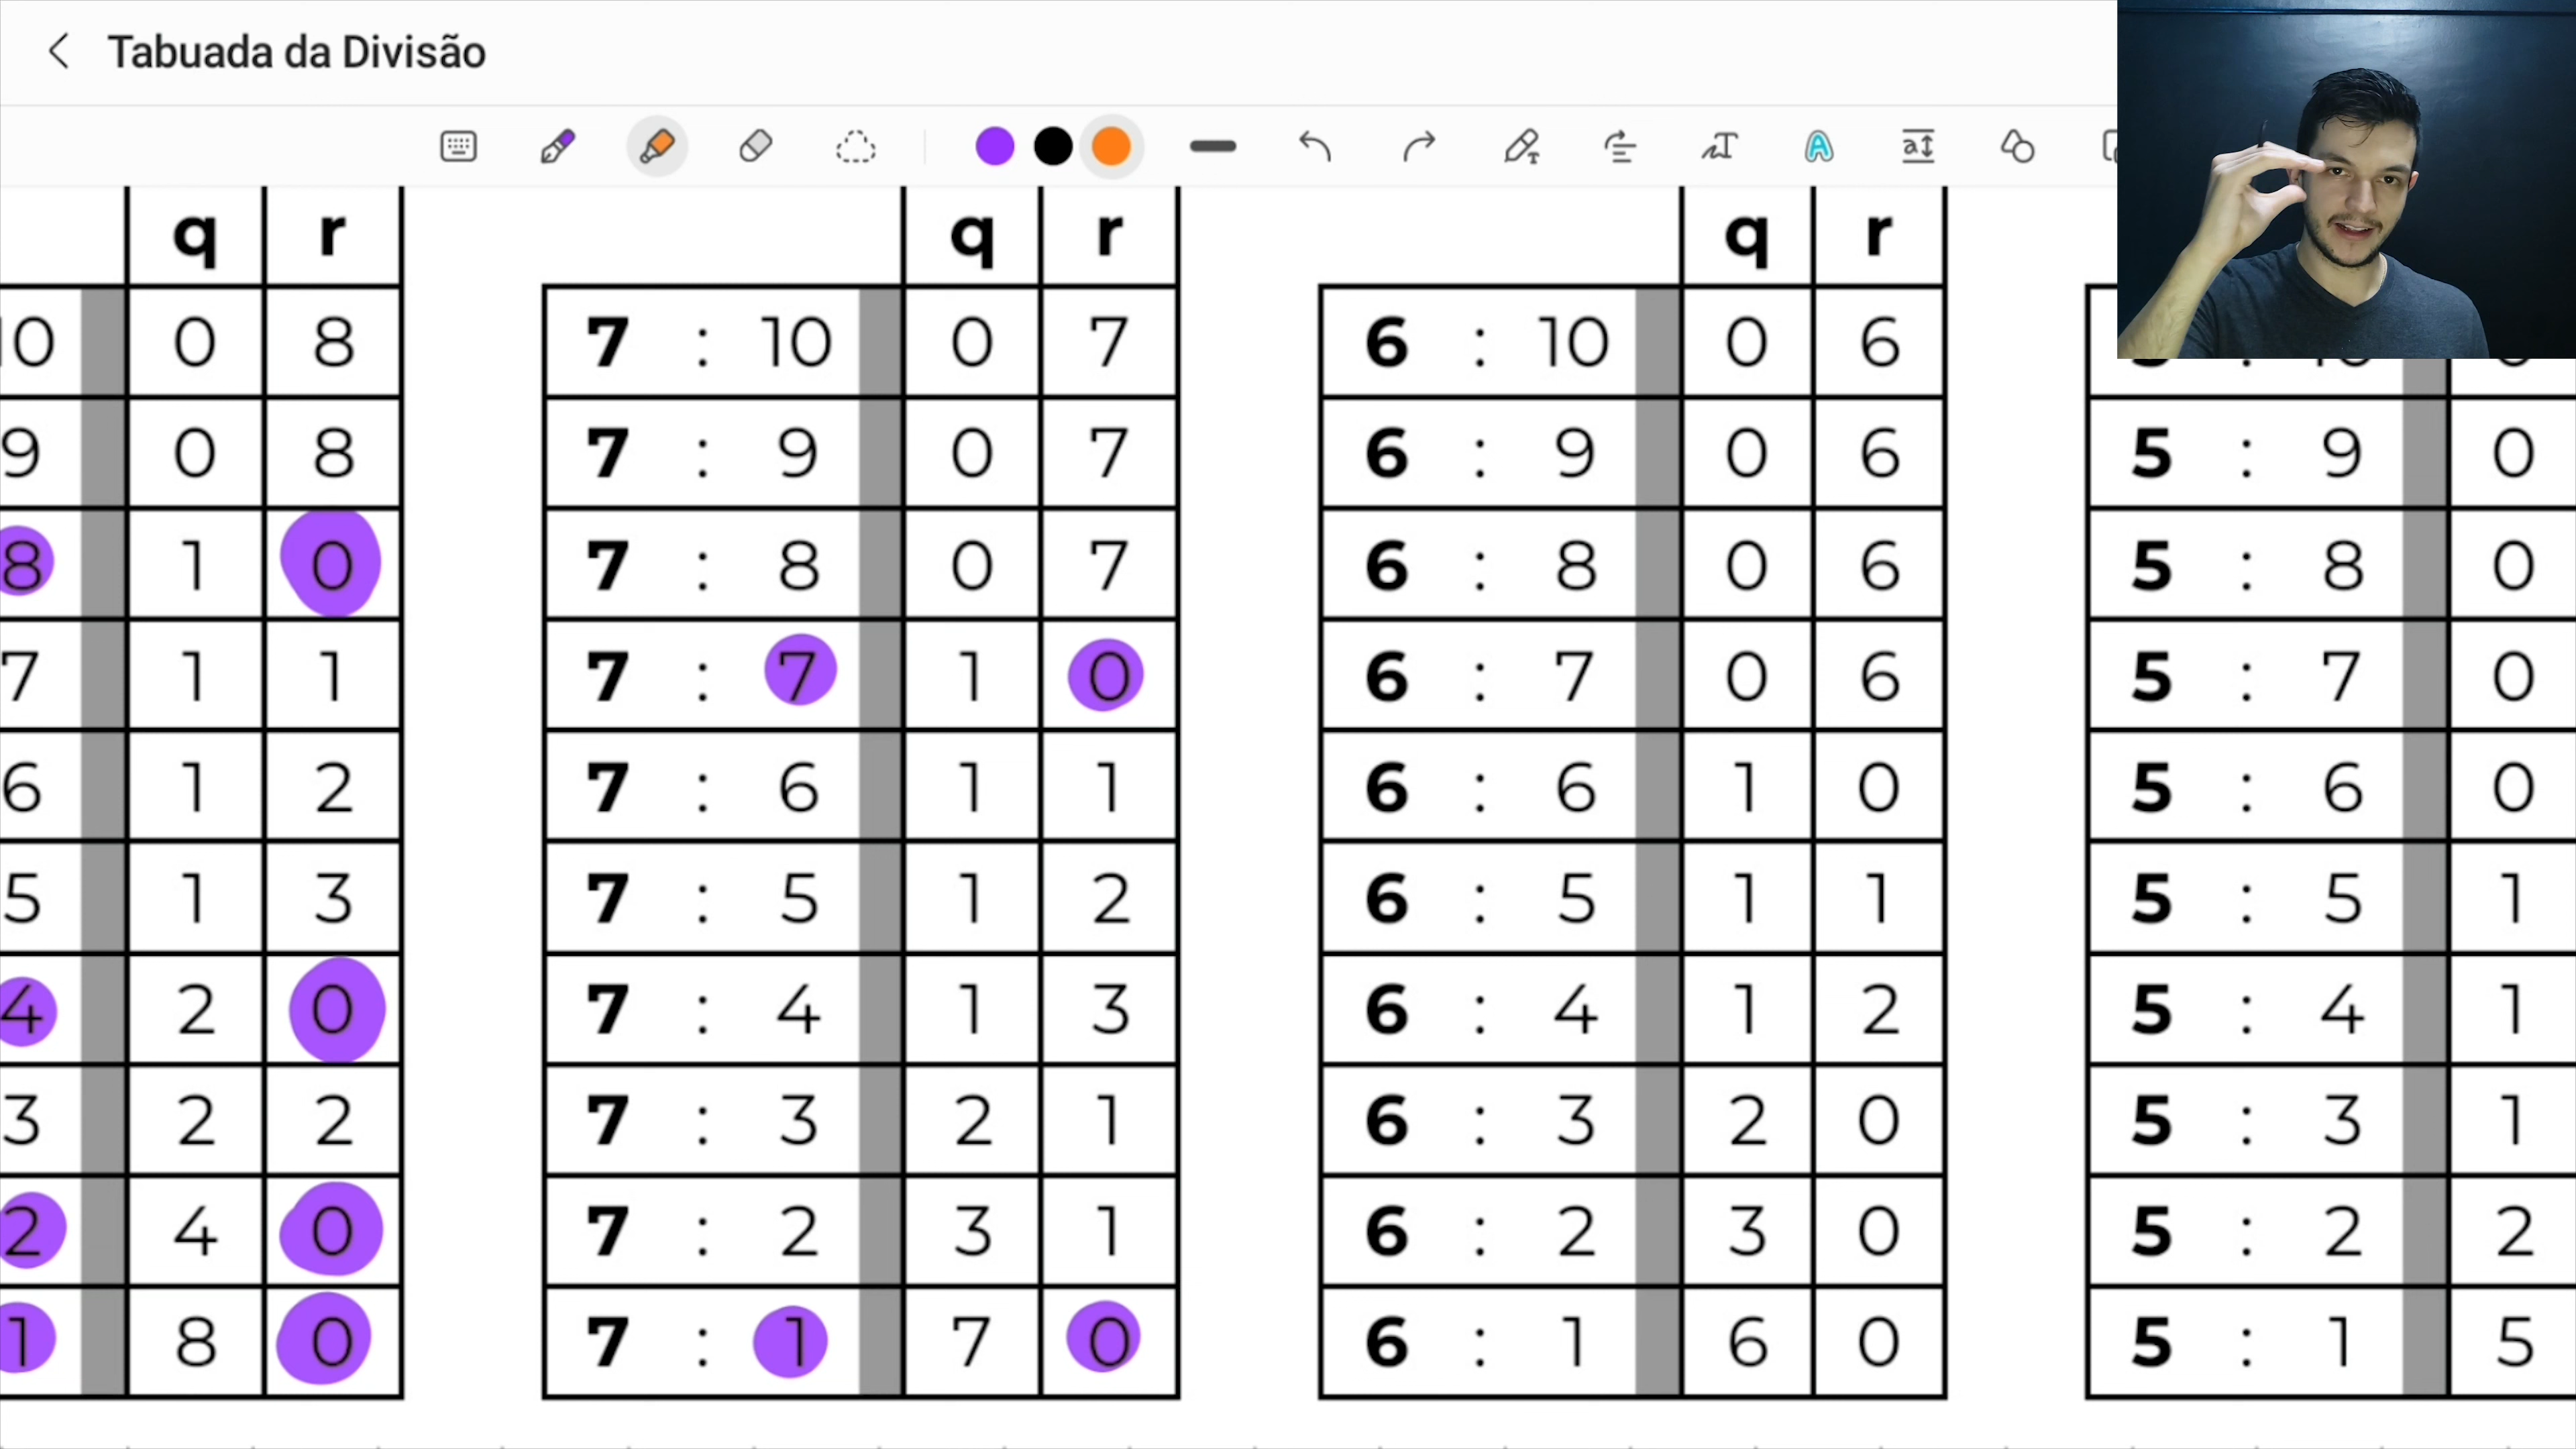 Tabuada da Divisão
q r q r q r
10 0 8 7 : 10 0 7 6 : 10 0 6
9 0 8 7 : 9 0 7 6 : 9 0 6 5 : 9 0
8 1 0 7 : 8 0 7 6 : 8 0 6 5 : 8 0
7 1 1 7 : 7 1 0 6 : 7 0 6 5 : 7 0
6 1 2 7 : 6 1 1 6 : 6 1 0 5 : 6 0
5 1 3 7 : 5 1 2 6 : 5 1 1 5 : 5 1
4 2 0 7 : 4 1 3 6 : 4 1 2 5 : 4 1
3 2 2 7 : 3 2 1 6 : 3 2 0 5 : 3 1
2 4 0 7 : 2 3 1 6 : 2 3 0 5 : 2 2
1 8 0 7 : 1 7 0 6 : 1 6 0 5 : 1 5